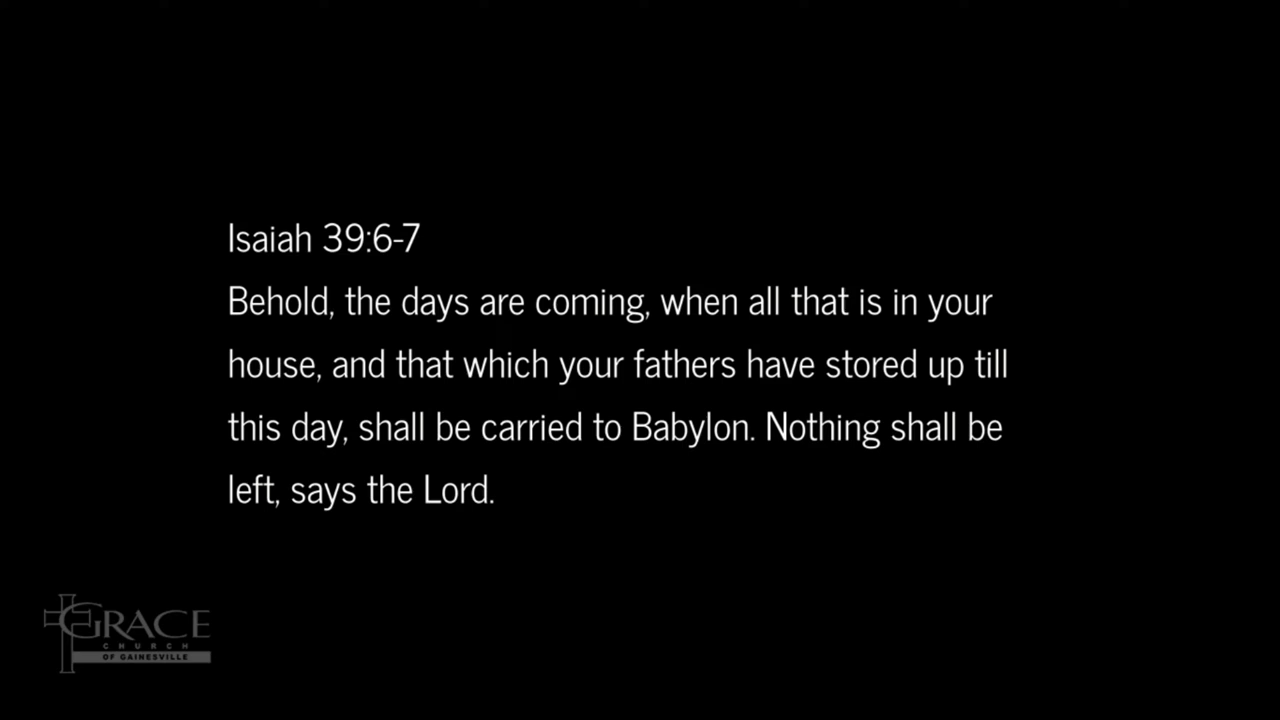 Isaiah 39:6-7
Behold, the days are coming, when all that is in your
house, and that which your fathers have stored up till
this day, shall be carried to Babylon. Nothing shall be
left, says the Lord.
GRACE
CHURCH
OF GAINESVILLE